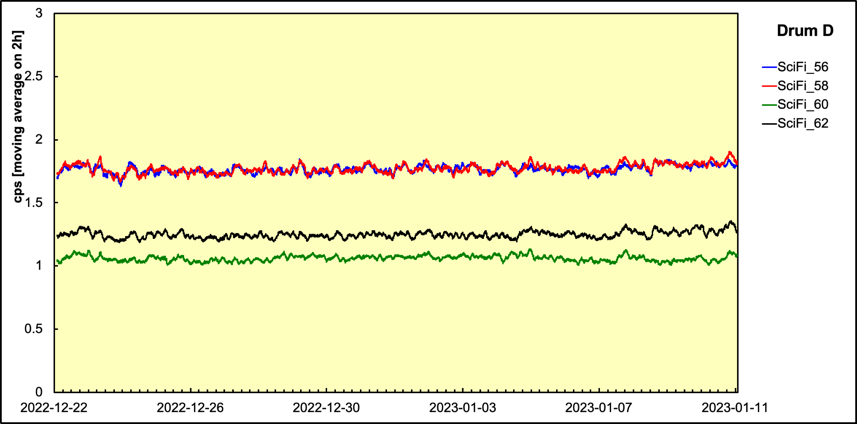 Drum D
SciFi_56
SciFi_58
SciFi_60
SciFi_62
cps [moving average on 2h]
3
2.5
2
1.5
1
0.5
0
2022-12-22 2022-12-26 2022-12-30 2023-01-03 2023-01-07 2023-01-11